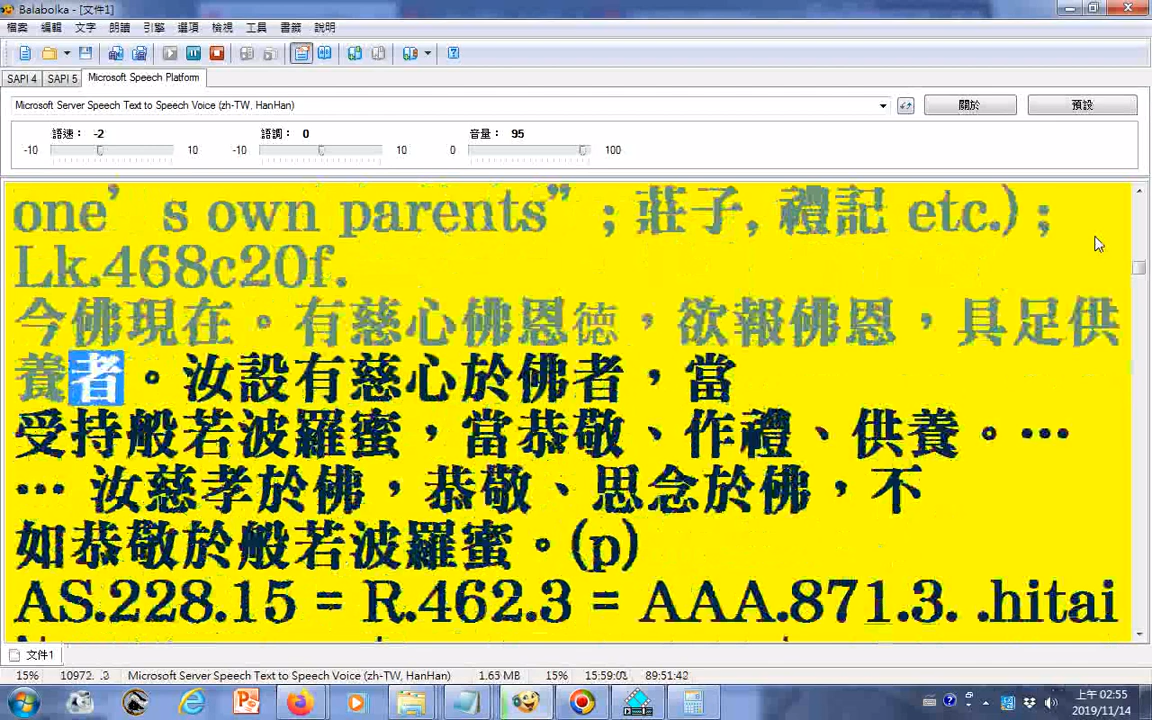 Balabolka - [文件1]
檔案 編輯 文字 朗讀 引擎 選項 檢視 工具 書籤 說明
SAPI 4 SAPI 5 Microsoft Speech Platform
Microsoft Server Speech Text to Speech Voice (zh-TW, HanHan) 關於 預設
語速： -2 語調： 0 音量： 95
-10 10 -10 10 0 100
one’s own parents” ; 莊子, 禮記 etc.) ;
Lk.468c20f.
今佛現在。有慈心佛恩德，欲報佛恩，具足供
養者。汝設有慈心於佛者，當
受持般若波羅蜜，當恭敬、作禮、供養。…
… 汝慈孝於佛，恭敬、思念於佛，不
如恭敬於般若波羅蜜。(p)
AS.228.15 = R.462.3 = AAA.871.3. .hitai
文件1
15% Microsoft Server Speech Text to Speech Voice (zh-TW, HanHan) 1.63 MB 15% 89:51:42
上午 02:55
2019/11/14